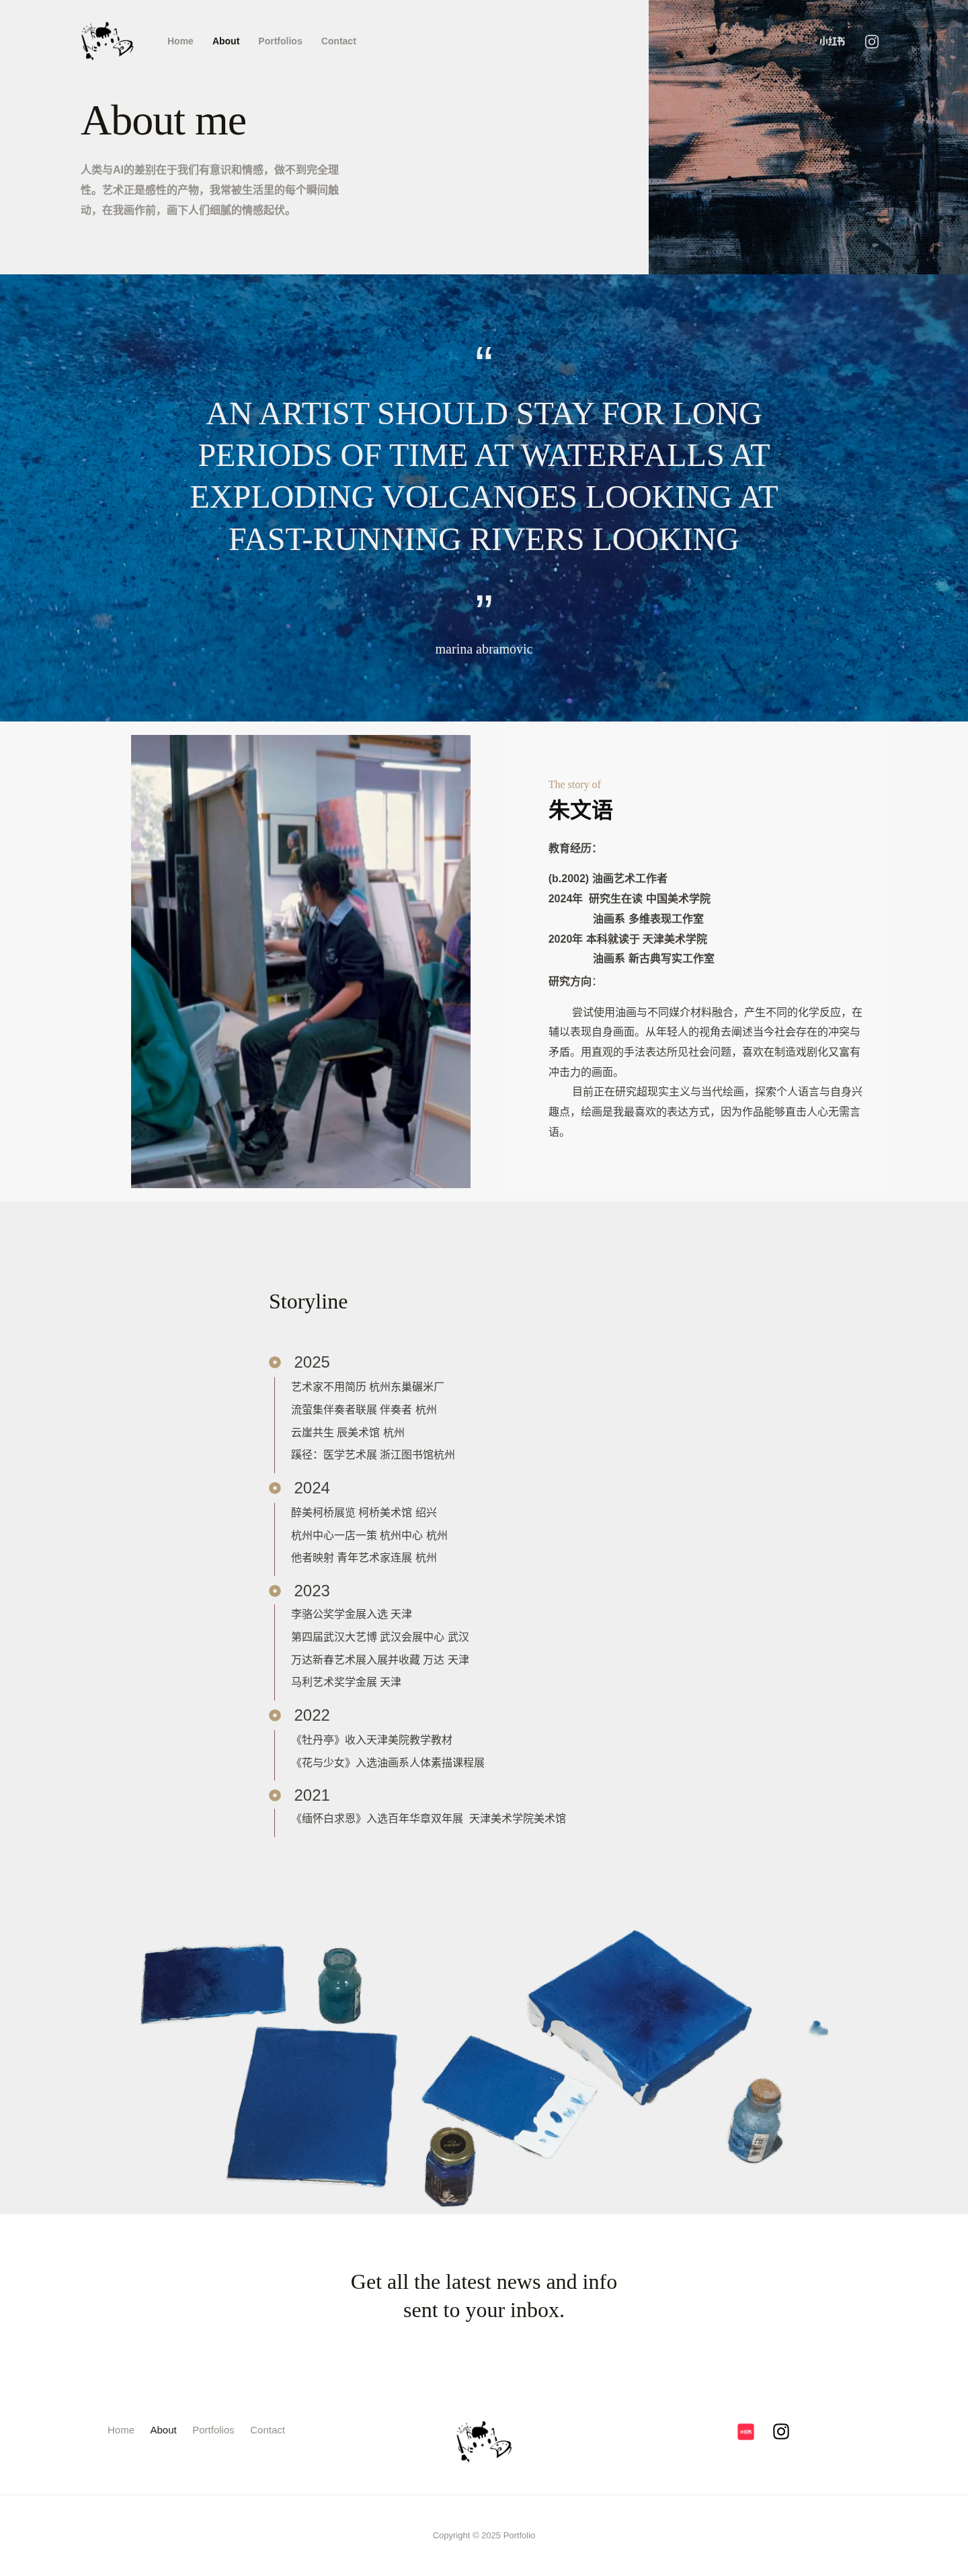 Home About Portfolios Contact
小红书
About me
人类与AI的差别在于我们有意识和情感，做不到完全理
性。艺术正是感性的产物，我常被生活里的每个瞬间触
动，在我画作前，画下人们细腻的情感起伏。
“
AN ARTIST SHOULD STAY FOR LONG
PERIODS OF TIME AT WATERFALLS AT
EXPLODING VOLCANOES LOOKING AT
FAST-RUNNING RIVERS LOOKING
”
marina abramovic
The story of
朱文语
教育经历：
(b.2002) 油画艺术工作者
2024年 研究生在读 中国美术学院
油画系 多维表现工作室
2020年 本科就读于 天津美术学院
油画系 新古典写实工作室
研究方向：
尝试使用油画与不同媒介材料融合，产生不同的化学反应，在
辅以表现自身画面。从年轻人的视角去阐述当今社会存在的冲突与
矛盾。用直观的手法表达所见社会问题，喜欢在制造戏剧化又富有
冲击力的画面。
目前正在研究超现实主义与当代绘画，探索个人语言与自身兴
趣点，绘画是我最喜欢的表达方式，因为作品能够直击人心无需言
语。
Storyline
2025
艺术家不用简历 杭州东巢碾米厂
流萤集伴奏者联展 伴奏者 杭州
云崖共生 辰美术馆 杭州
蹊径：医学艺术展 浙江图书馆杭州
2024
醉美柯桥展览 柯桥美术馆 绍兴
杭州中心一店一策 杭州中心 杭州
他者映射 青年艺术家连展 杭州
2023
李骆公奖学金展入选 天津
第四届武汉大艺博 武汉会展中心 武汉
万达新春艺术展入展并收藏 万达 天津
马利艺术奖学金展 天津
2022
《牡丹亭》收入天津美院教学教材
《花与少女》入选油画系人体素描课程展
2021
《缅怀白求恩》入选百年华章双年展 天津美术学院美术馆
Get all the latest news and info
sent to your inbox.
Home About Portfolios Contact
小红书
Copyright © 2025 Portfolio